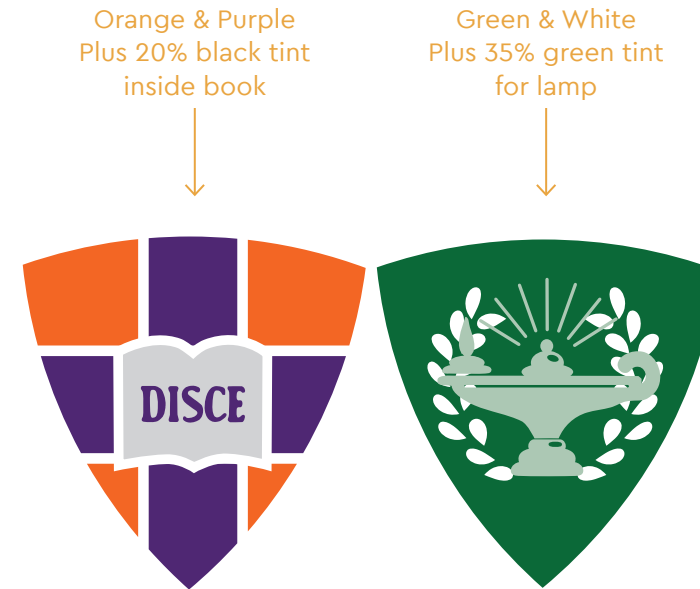 Orange & Purple
Plus 20% black tint
inside book
Green & White
Plus 35% green tint
for lamp
DISCE